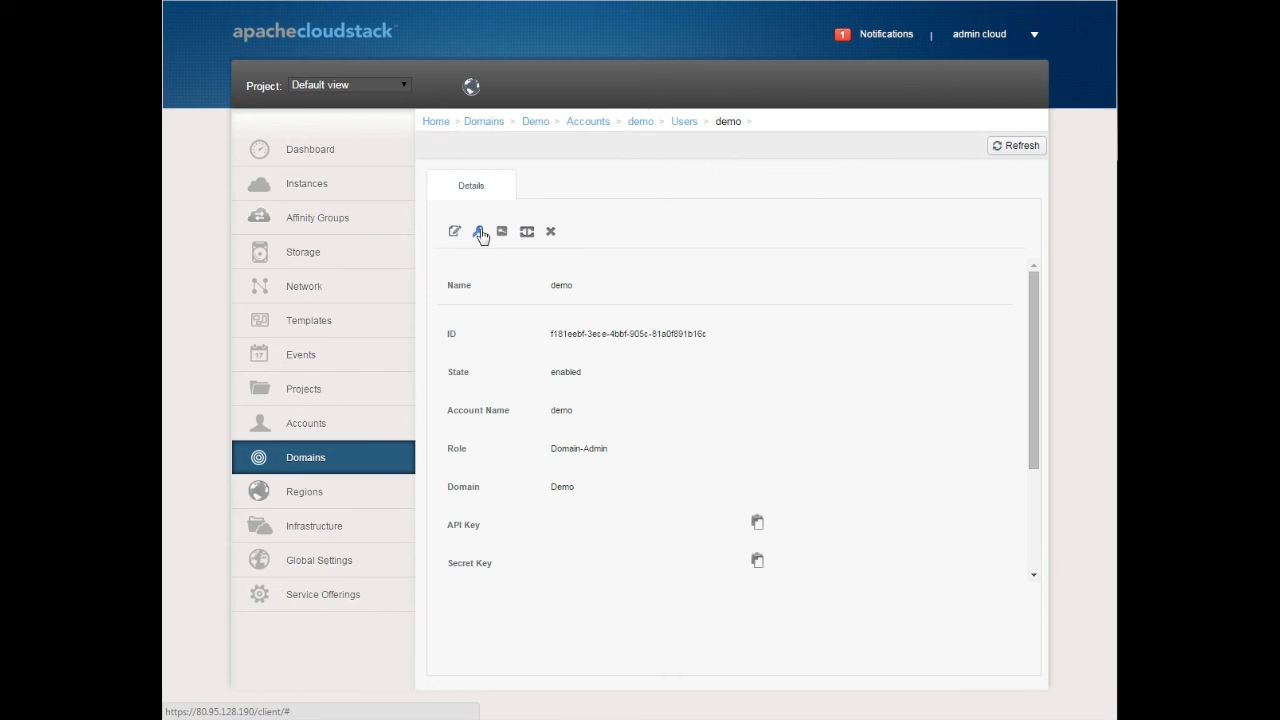 apachecloudstack™
1 Notifications | admin cloud
Project: Default view
Home > Domains > Demo > Accounts > demo > Users > demo >
Refresh
Dashboard
Instances
Affinity Groups
Storage
Network
Templates
17 Events
Projects
Accounts
Domains
Regions
Infrastructure
Global Settings
Service Offerings
Details
Name demo
ID f181eebf-3ece-4bbf-905c-81a0f891b16c
State enabled
Account Name demo
Role Domain-Admin
Domain Demo
API Key
Secret Key
https://80.95.128.190/client/#